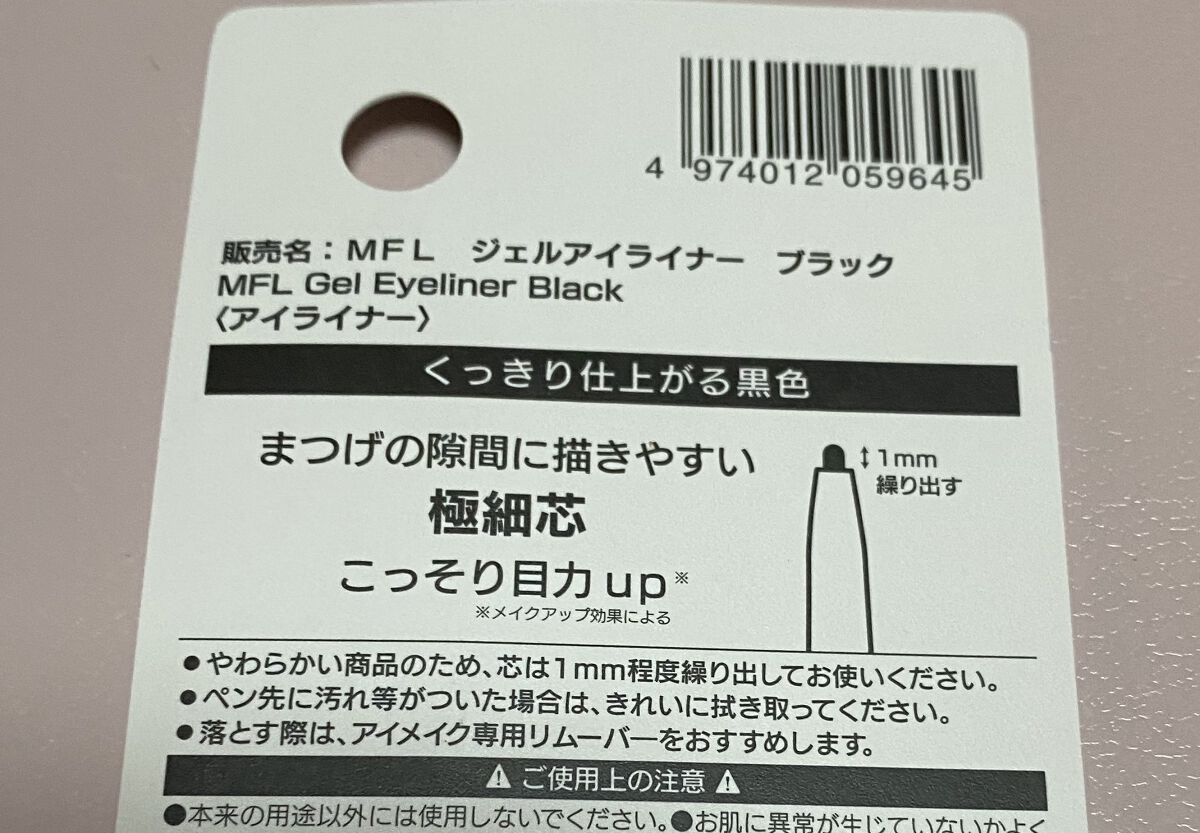 4 974012 059645
販売名：ＭＦＬ　ジェルアイライナー　ブラック
MFL Gel Eyeliner Black
〈アイライナー〉
くっきり仕上がる黒色
まつげの隙間に描きやすい
極細芯
こっそり目力up※
※メイクアップ効果による
1mm
繰り出す
●やわらかい商品のため、芯は1mm程度繰り出してお使いください。
●ペン先に汚れ等がついた場合は、きれいに拭き取ってください。
●落とす際は、アイメイク専用リムーバーをおすすめします。
⚠ご使用上の注意⚠
●本来の用途以外には使用しないでください。●お肌に異常が生じていないかよく